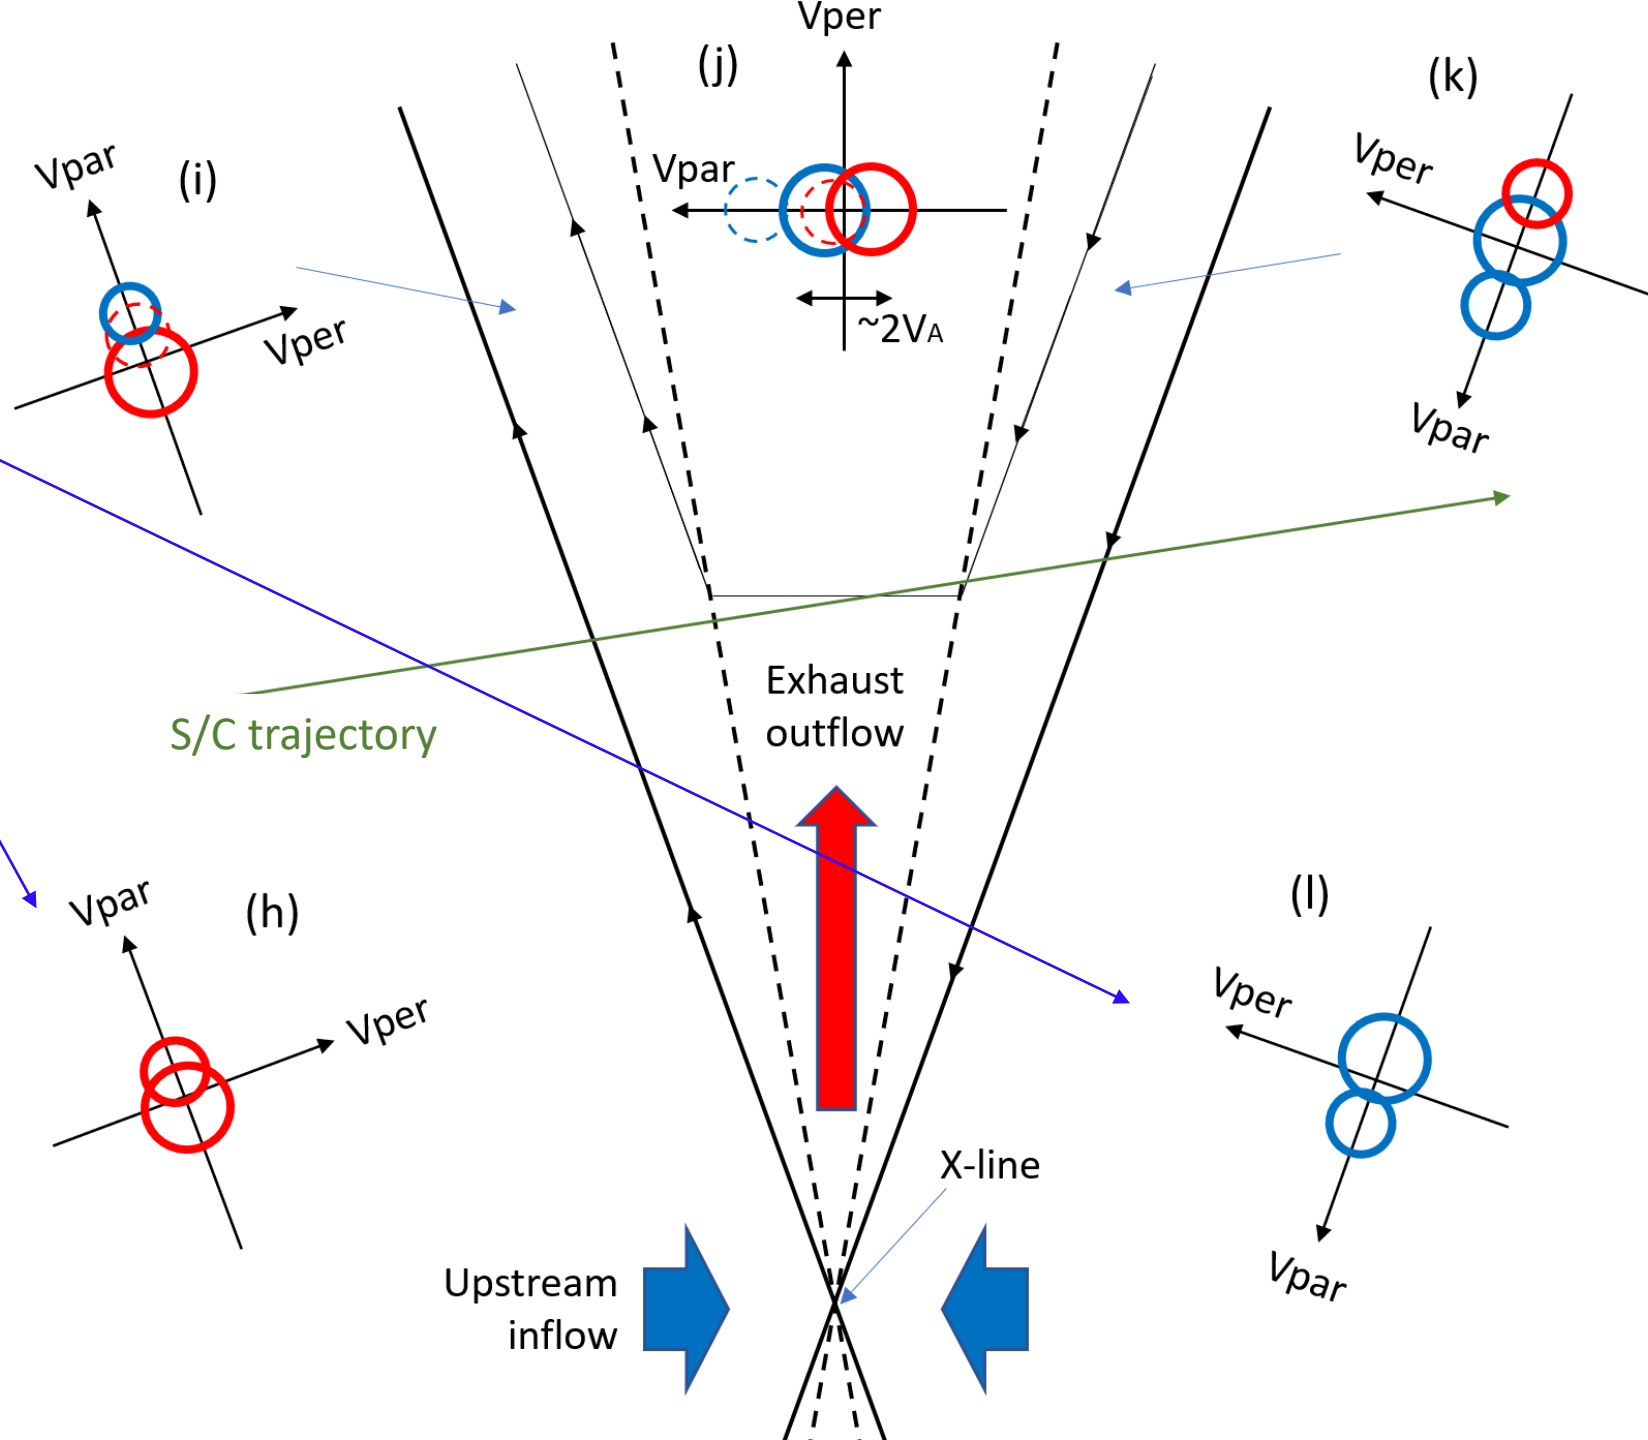 Vper
(j)
(k)
Vpar
(i)
Vpar
Vper
Vper
~2VA
Vpar
S/C trajectory
Exhaust
outflow
Vpar
(h)
(l)
Vper
Vper
X-line
Upstream
inflow
Vpar